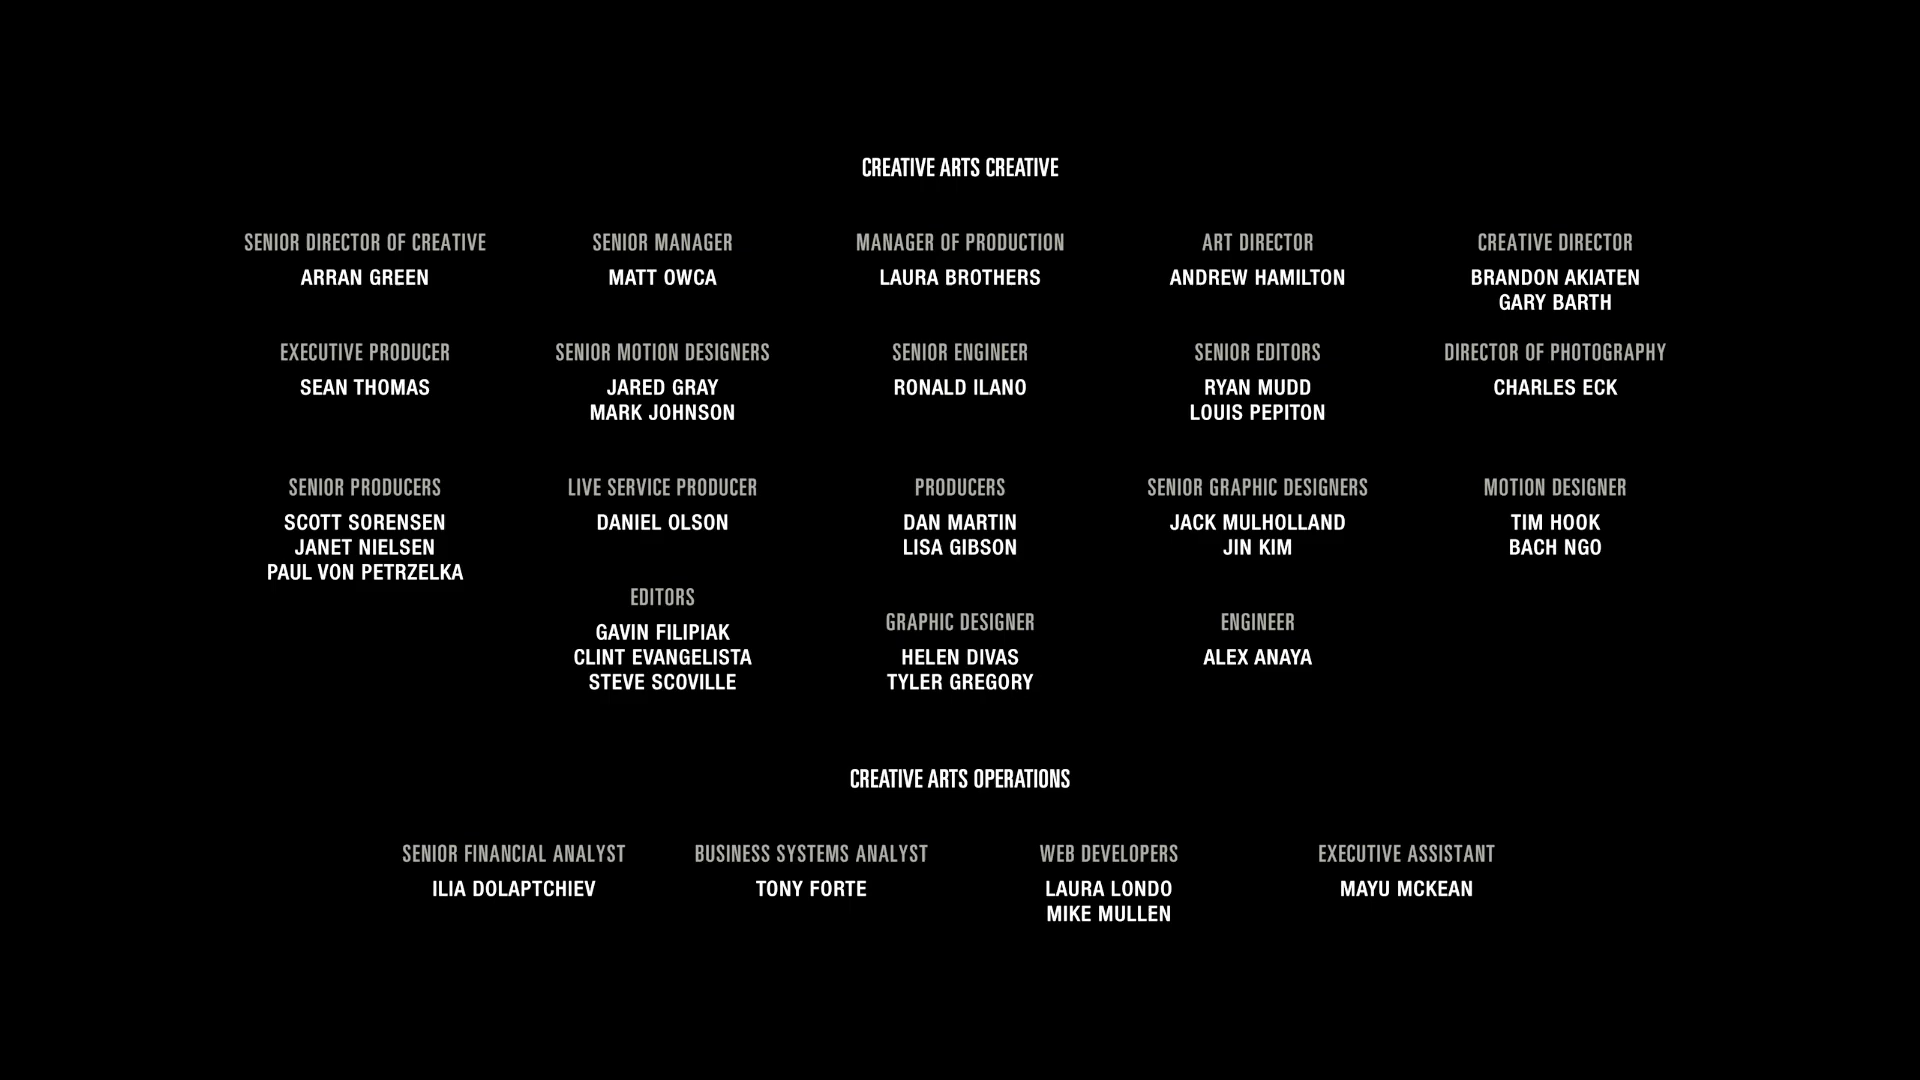 CREATIVE ARTS CREATIVE
SENIOR DIRECTOR OF CREATIVE
ARRAN GREEN
SENIOR MANAGER
MATT OWCA
MANAGER OF PRODUCTION
LAURA BROTHERS
ART DIRECTOR
ANDREW HAMILTON
CREATIVE DIRECTOR
BRANDON AKIATEN
GARY BARTH
EXECUTIVE PRODUCER
SEAN THOMAS
SENIOR MOTION DESIGNERS
JARED GRAY
MARK JOHNSON
SENIOR ENGINEER
RONALD ILANO
SENIOR EDITORS
RYAN MUDD
LOUIS PEPITON
DIRECTOR OF PHOTOGRAPHY
CHARLES ECK
SENIOR PRODUCERS
SCOTT SORENSEN
JANET NIELSEN
PAUL VON PETRZELKA
LIVE SERVICE PRODUCER
DANIEL OLSON
PRODUCERS
DAN MARTIN
LISA GIBSON
SENIOR GRAPHIC DESIGNERS
JACK MULHOLLAND
JIN KIM
MOTION DESIGNER
TIM HOOK
BACH NGO
EDITORS
GAVIN FILIPIAK
CLINT EVANGELISTA
STEVE SCOVILLE
GRAPHIC DESIGNER
HELEN DIVAS
TYLER GREGORY
ENGINEER
ALEX ANAYA
CREATIVE ARTS OPERATIONS
SENIOR FINANCIAL ANALYST
ILIA DOLAPTCHIEV
BUSINESS SYSTEMS ANALYST
TONY FORTE
WEB DEVELOPERS
LAURA LONDO
MIKE MULLEN
EXECUTIVE ASSISTANT
MAYU MCKEAN